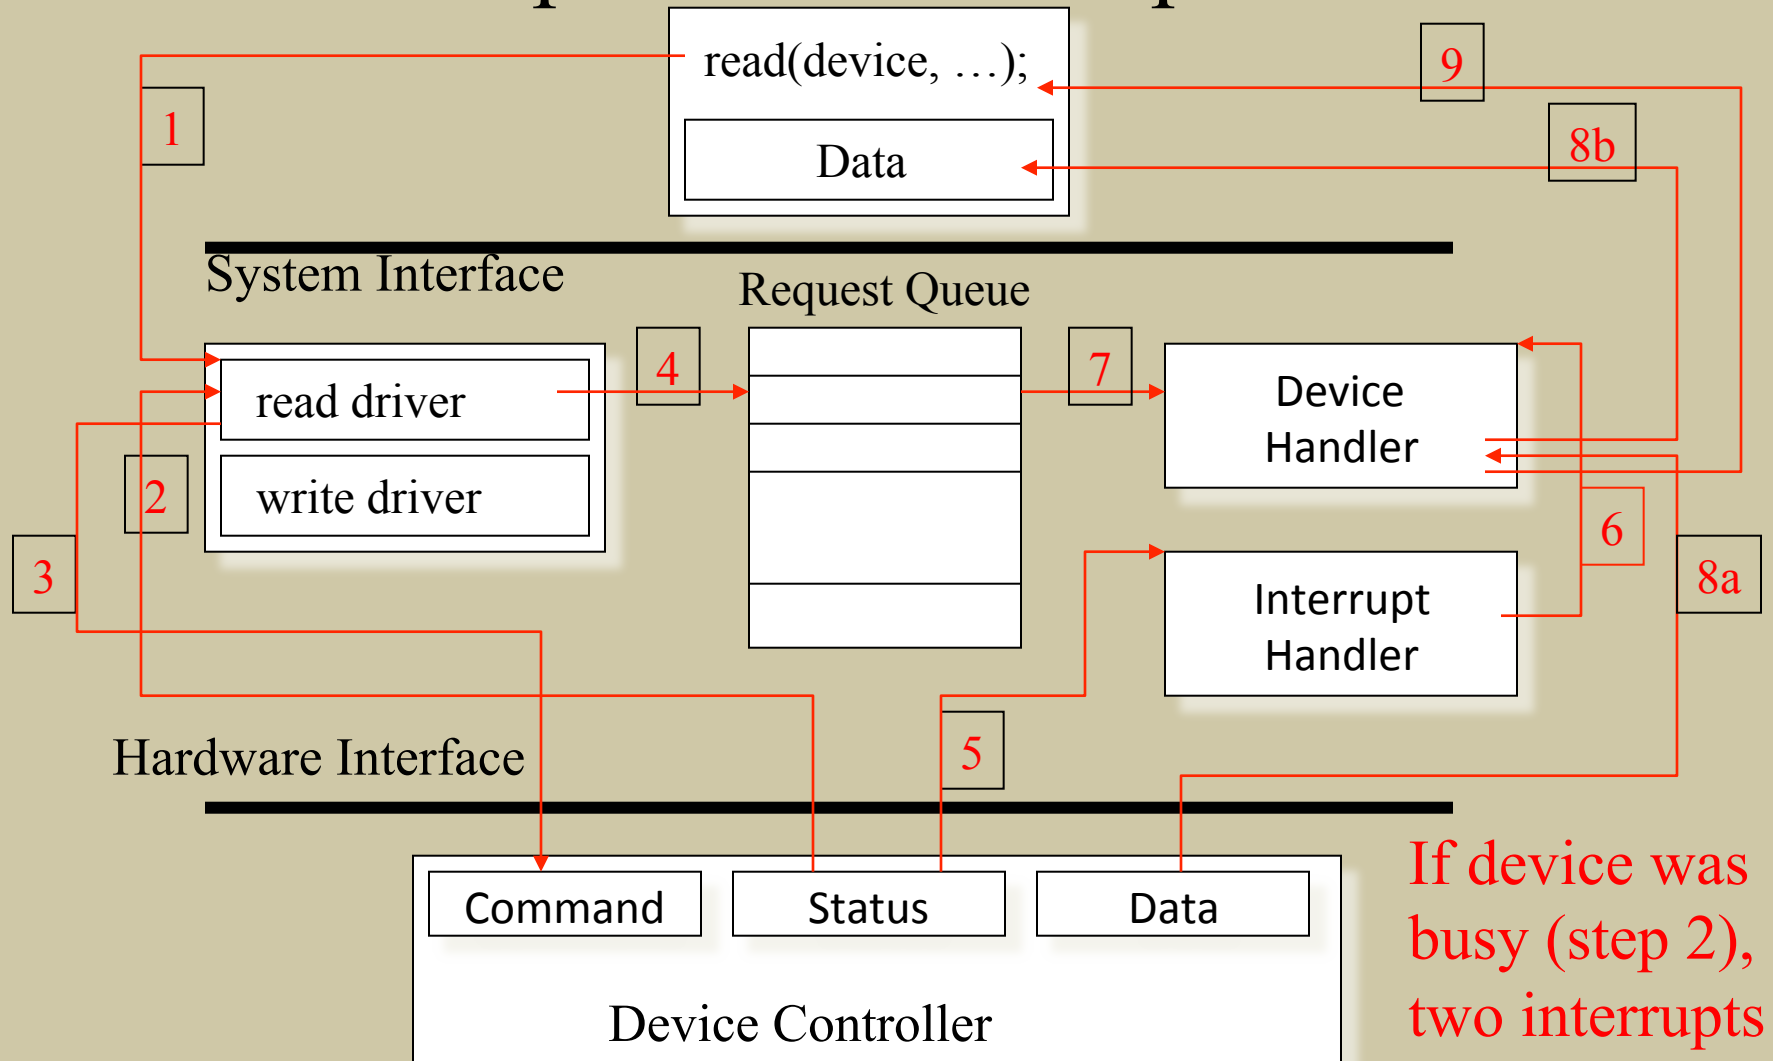 read(device, …);
9
1
8b
Data
System Interface
Request Queue
4
7
read driver
Device
Handler
2
write driver
6
3
8a
Interrupt
Handler
Hardware Interface
5
Command
Status
Data
If device was
busy (step 2),
two interrupts
Device Controller